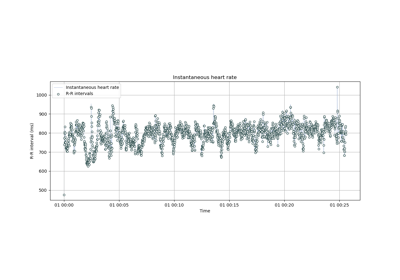 Instantaneous heart rate
Instantaneous heart rate
R-R intervals
R-R interval (ms)
1000
900
800
700
600
500
01 00:00
01 00:05
01 00:10
01 00:15
01 00:20
01 00:25
Time